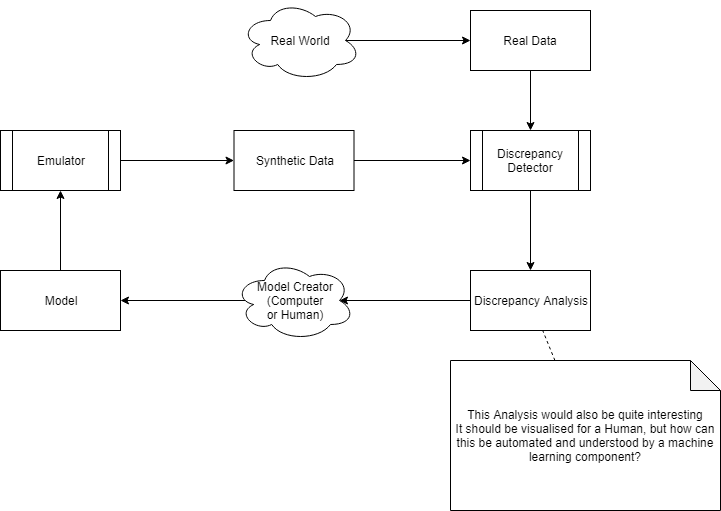 Real World
Real Data
Emulator
Synthetic Data
Discrepancy
Detector
Model
Model Creator
(Computer
or Human)
Discrepancy Analysis
This Analysis would also be quite interesting
It should be visualised for a Human, but how can
this be automated and understood by a machine
learning component?